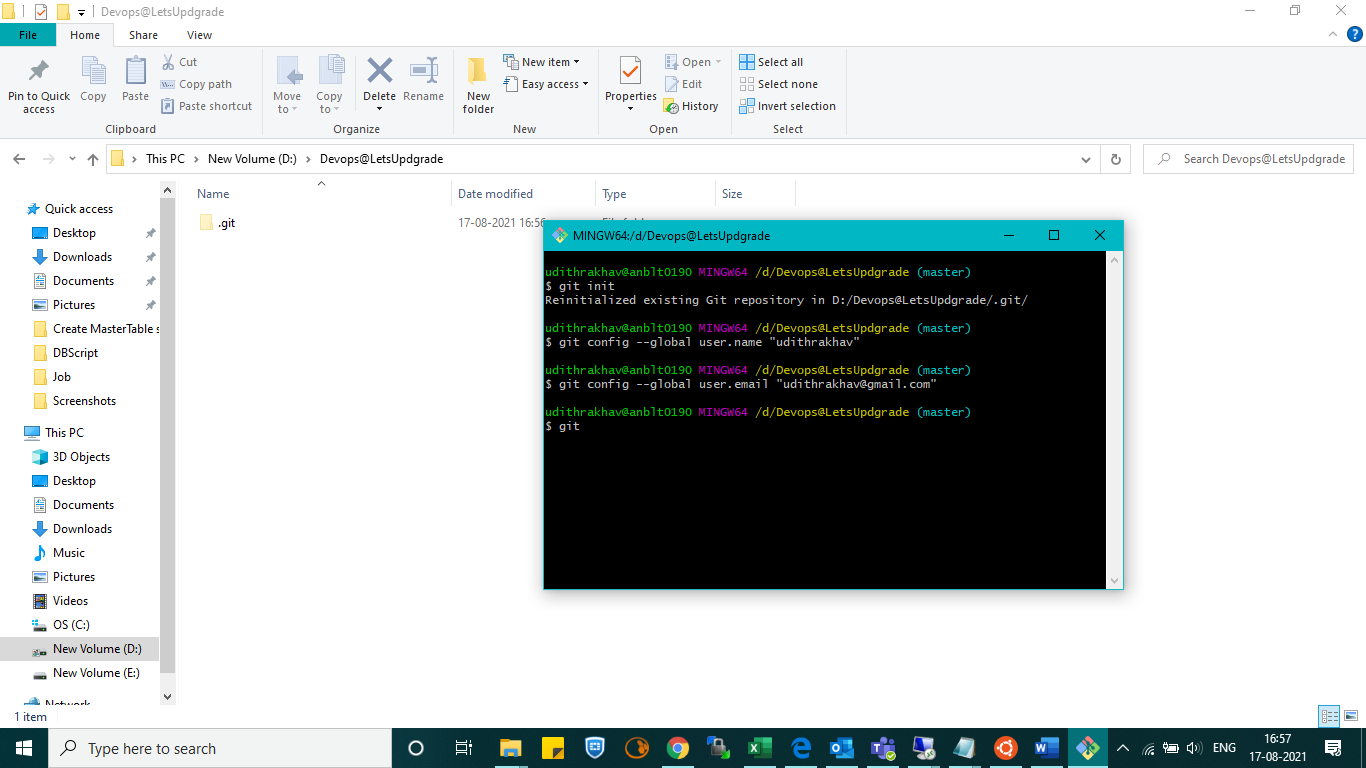 Devops@LetsUpdgrade
File Home Share View
Pin to Quick access
Copy
Paste
Cut
Copy path
Paste shortcut
Clipboard
Move to
Copy to
Delete
Rename
Organize
New folder
New item
Easy access
New
Properties
Open
Edit
History
Open
Select all
Select none
Invert selection
Select
This PC > New Volume (D:) > Devops@LetsUpdgrade
Search Devops@LetsUpdgrade
Name Date modified Type Size
.git 17-08-2021 16:56
Quick access
Desktop
Downloads
Documents
Pictures
Create MasterTable s
DBScript
Job
Screenshots
This PC
3D Objects
Desktop
Documents
Downloads
Music
Pictures
Videos
OS (C:)
New Volume (D:)
New Volume (E:)
Network
1 item
MINGW64:/d/Devops@LetsUpdgrade
udithrakhav@anblt0190 MINGW64 /d/Devops@LetsUpdgrade (master)
$ git init
Reinitialized existing Git repository in D:/Devops@LetsUpdgrade/.git/
udithrakhav@anblt0190 MINGW64 /d/Devops@LetsUpdgrade (master)
$ git config --global user.name "udithrakhav"
udithrakhav@anblt0190 MINGW64 /d/Devops@LetsUpdgrade (master)
$ git config --global user.email "udithrakhav@gmail.com"
udithrakhav@anblt0190 MINGW64 /d/Devops@LetsUpdgrade (master)
$ git
Type here to search
ENG
16:57
17-08-2021